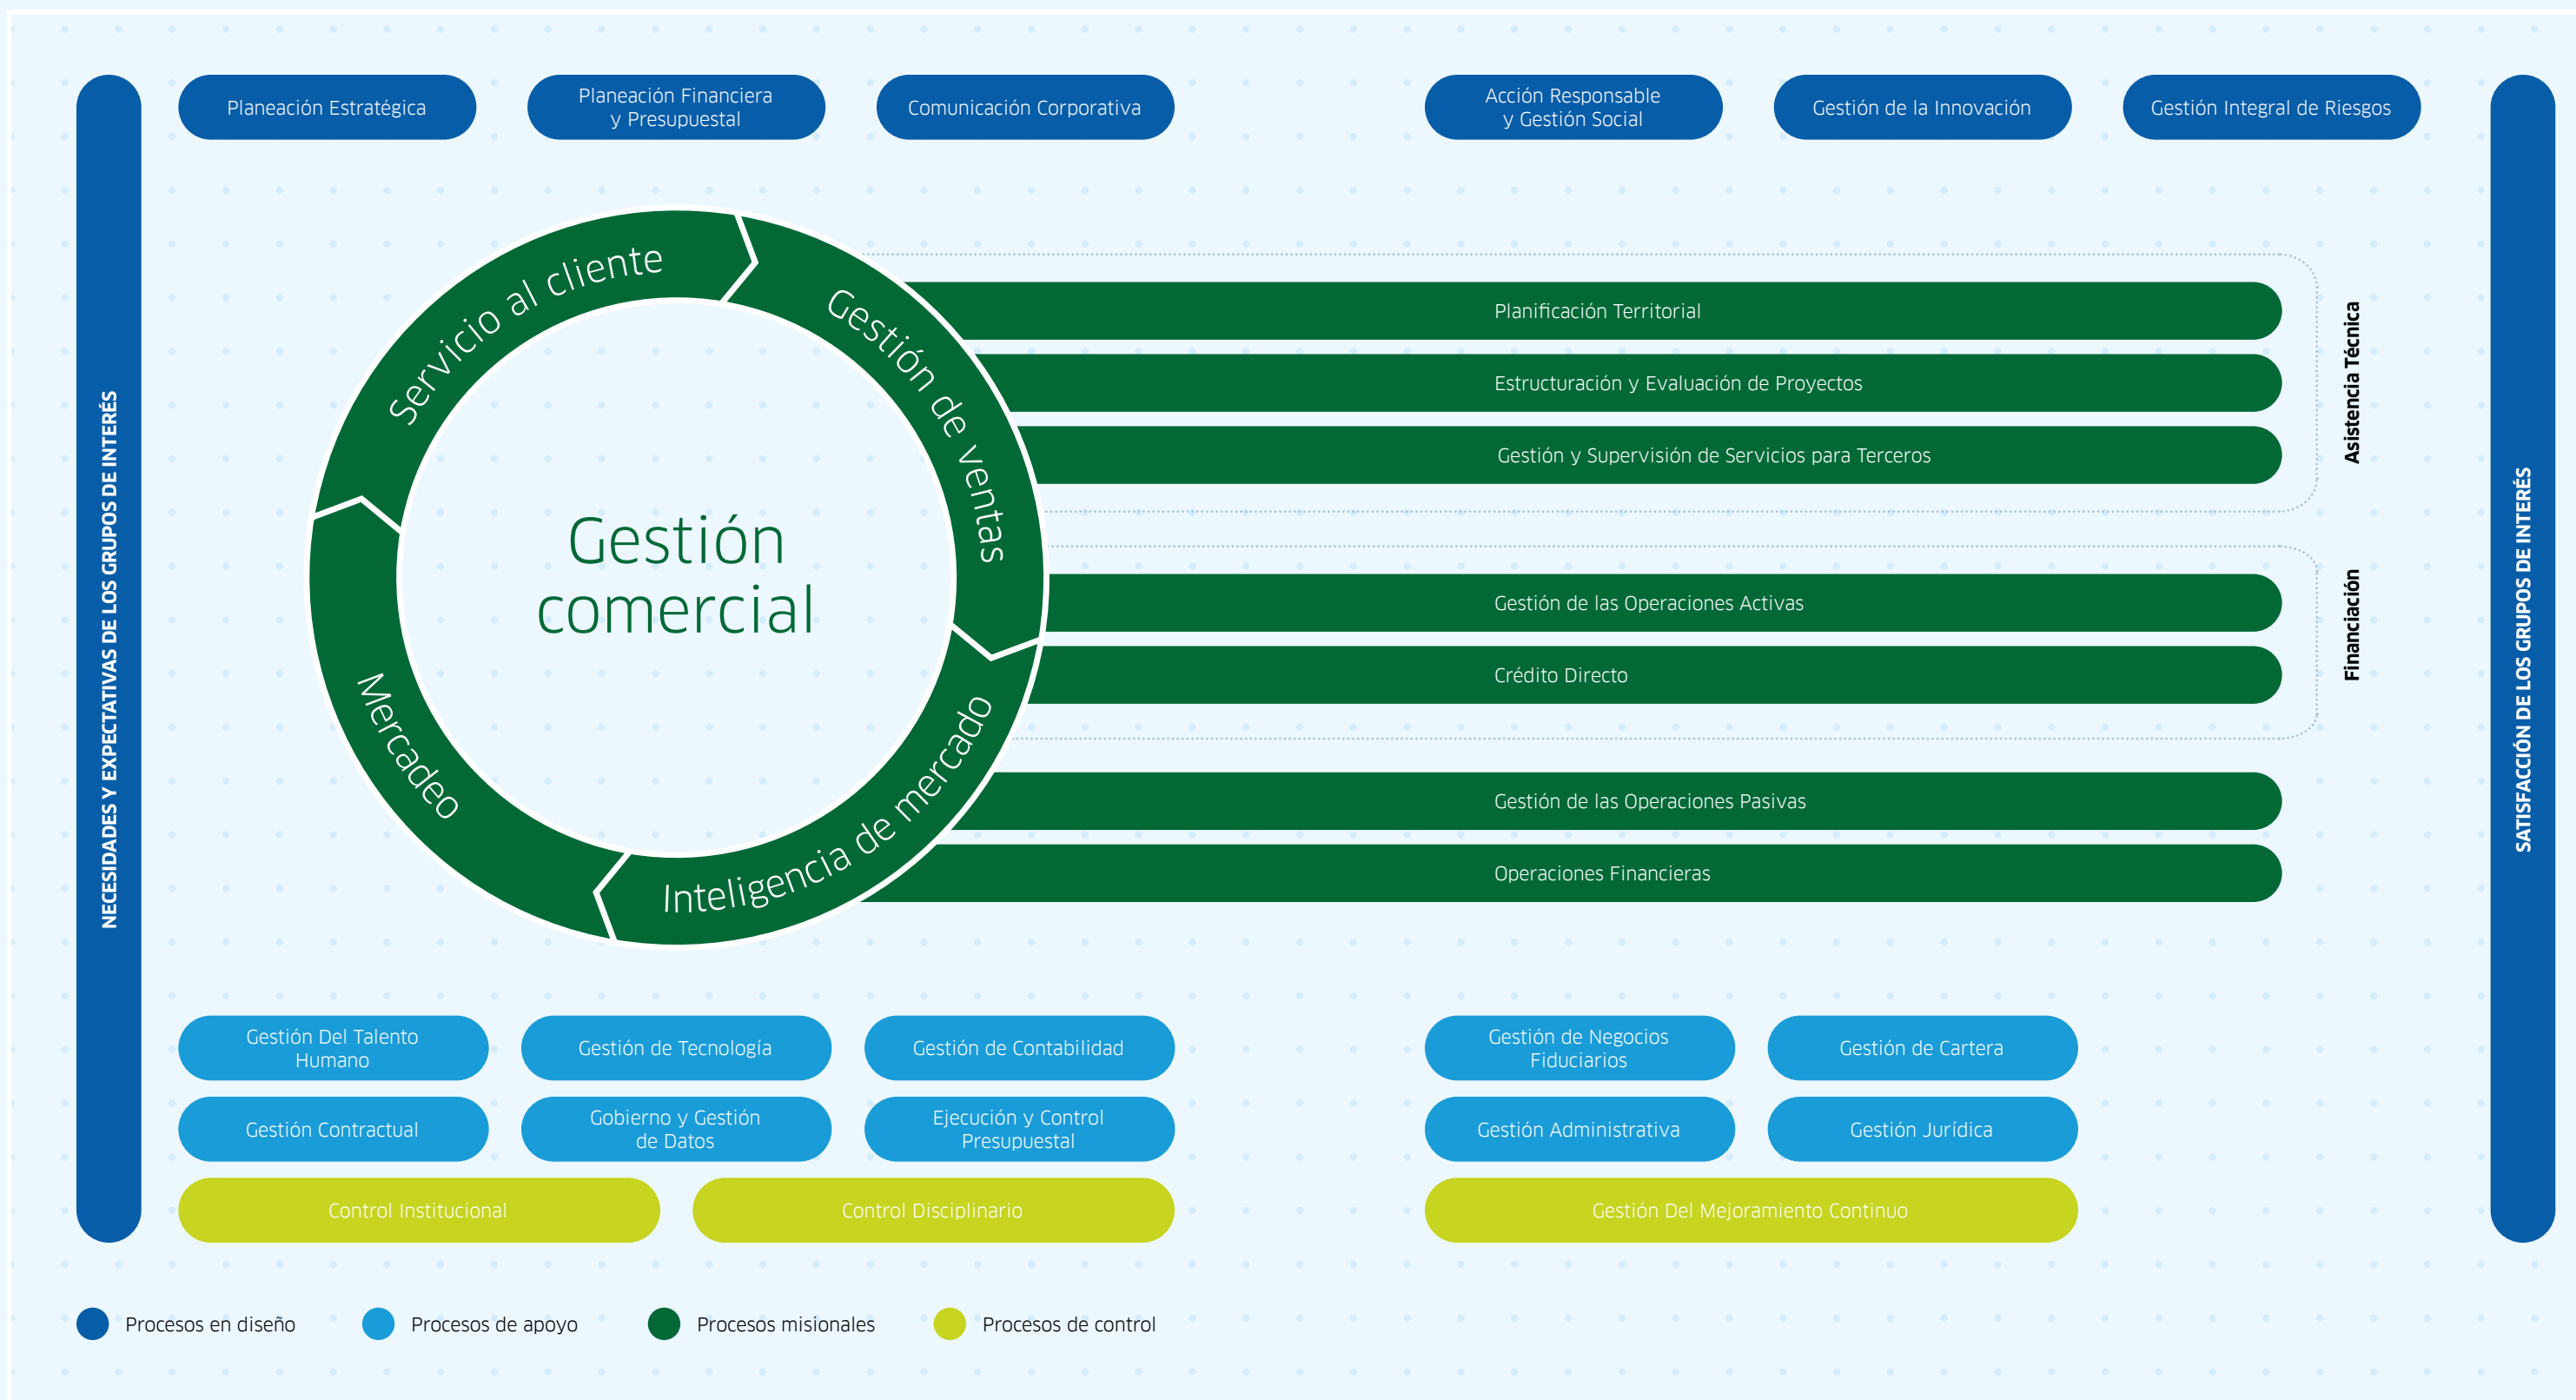 NECESIDADES Y EXPECTATIVAS DE LOS GRUPOS DE INTERÉS
Planeación Estratégica
Planeación Financiera
y Presupuestal
Comunicación Corporativa
Acción Responsable
y Gestión Social
Gestión de la Innovación
Gestión Integral de Riesgos
Servicio al cliente
Gestión de ventas
Inteligencia de mercado
Mercadeo
Gestión
comercial
Planificación Territorial
Estructuración y Evaluación de Proyectos
Gestión y Supervisión de Servicios para Terceros
Asistencia Técnica
Gestión de las Operaciones Activas
Crédito Directo
Financiación
Gestión de las Operaciones Pasivas
Operaciones Financieras
SATISFACCIÓN DE LOS GRUPOS DE INTERÉS
Gestión Del Talento
Humano
Gestión de Tecnología
Gestión de Contabilidad
Gestión de Negocios
Fiduciarios
Gestión de Cartera
Gestión Contractual
Gobierno y Gestión
de Datos
Ejecución y Control
Presupuestal
Gestión Administrativa
Gestión Jurídica
Control Institucional
Control Disciplinario
Gestión Del Mejoramiento Continuo
Procesos en diseño
Procesos de apoyo
Procesos misionales
Procesos de control